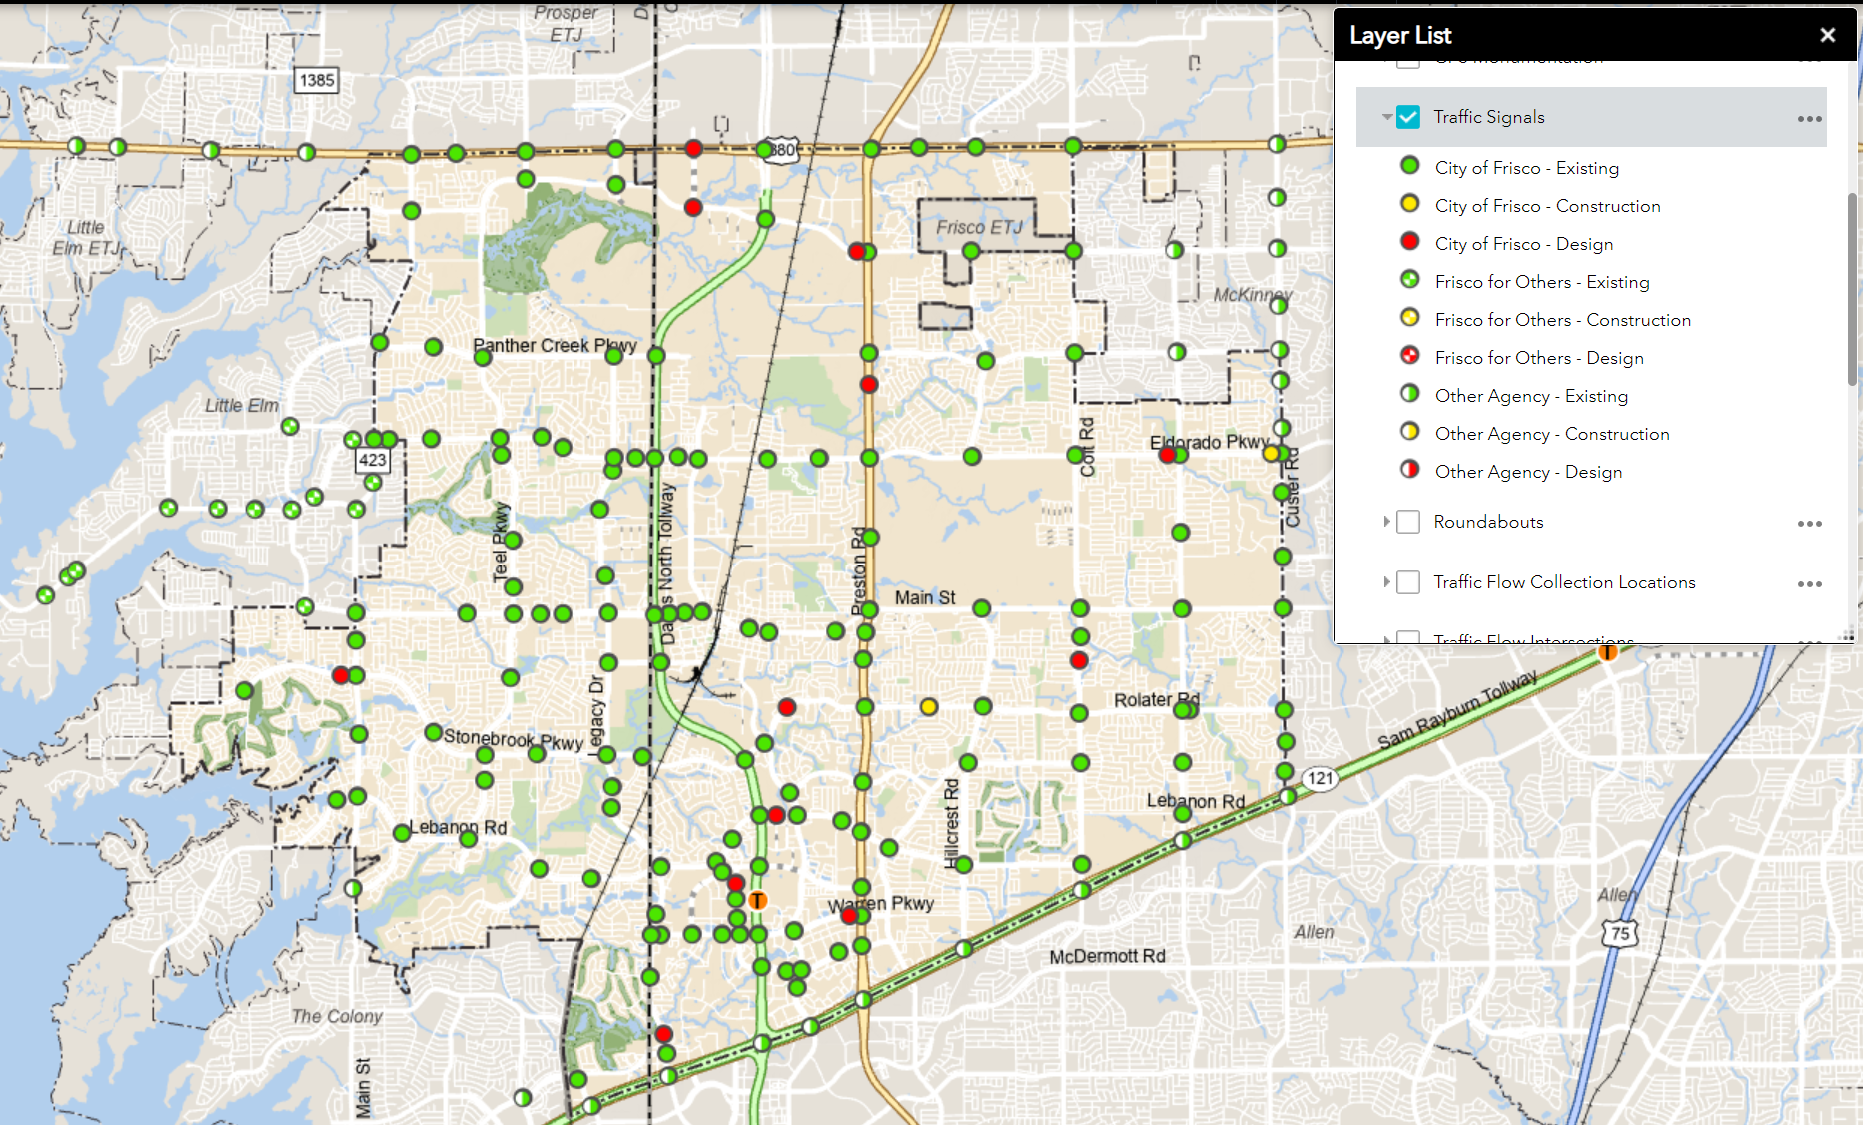 Prosper
ETJ
1385
380
Little
Elm ETJ
Frisco ETJ
McKinney
Panther Creek Pkwy
Little Elm
423
Eldorado Pkwy
Coit Rd
Custer Rd
Teel Pkwy
Dallas North Tollway
Preston Rd
Main St
Legacy Dr
Stonebrook Pkwy
Rolater Rd
Sam Rayburn Tollway
121
Hillcrest Rd
Lebanon Rd
Lebanon Rd
T
T
Warren Pkwy
Allen
75
Allen
McDermott Rd
The Colony
Main St
Layer List
×
GPS Monumentation
Traffic Signals
City of Frisco - Existing
City of Frisco - Construction
City of Frisco - Design
Frisco for Others - Existing
Frisco for Others - Construction
Frisco for Others - Design
Other Agency - Existing
Other Agency - Construction
Other Agency - Design
Roundabouts
Traffic Flow Collection Locations
Traffic Flow Intersections